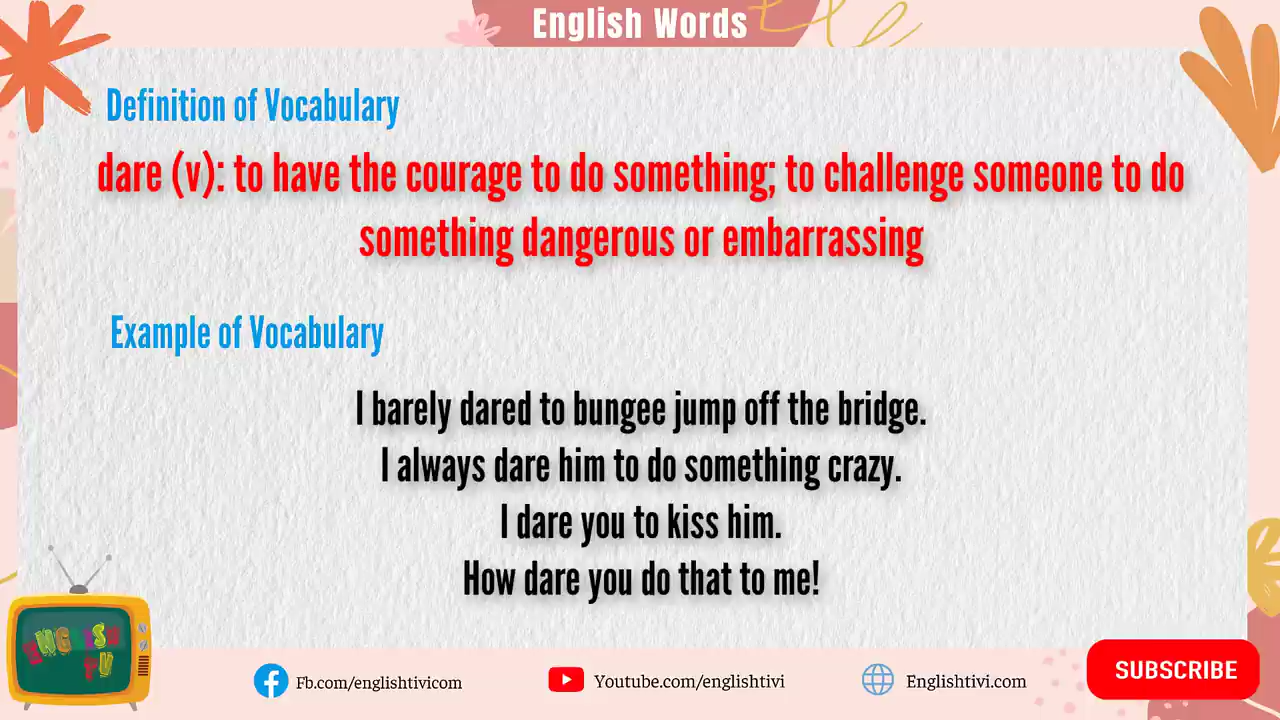 English Words
Definition of Vocabulary
dare (v): to have the courage to do something; to challenge someone to do
something dangerous or embarrassing
Example of Vocabulary
I barely dared to bungee jump off the bridge.
I always dare him to do something crazy.
I dare you to kiss him.
How dare you do that to me!
ENGLISH
TV
Fb.com/englishtivicom
Youtube.com/englishtivi
Englishtivi.com
SUBSCRIBE